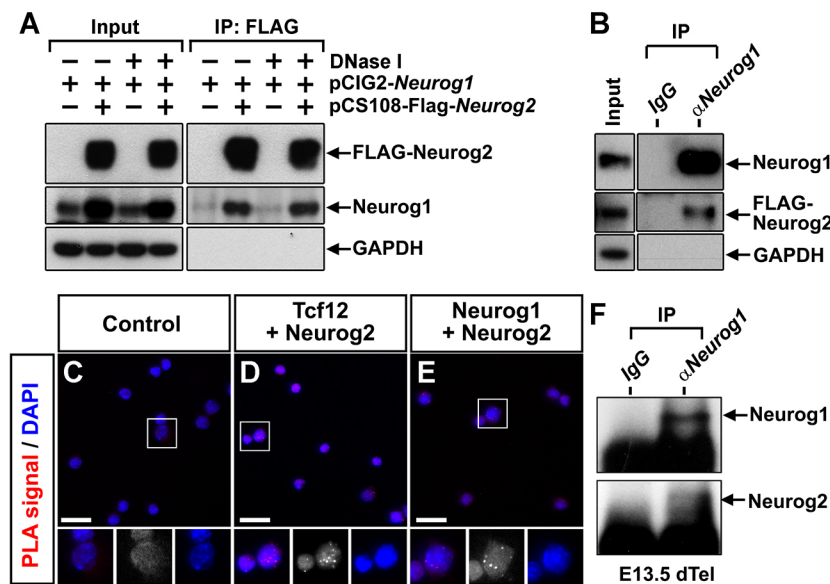 A
Input
IP: FLAG
− − + + − − + + DNase I
+ + + + + + + + pCIG2-Neurog1
− + − + − + − + pCS108-Flag-Neurog2
FLAG-Neurog2
Neurog1
GAPDH
B
IP
Input
IgG
αNeurog1
Neurog1
FLAG-
Neurog2
GAPDH
PLA signal / DAPI
Control
Tcf12
+ Neurog2
Neurog1
+ Neurog2
C
D
E
F
IP
IgG
αNeurog1
Neurog1
Neurog2
E13.5 dTel